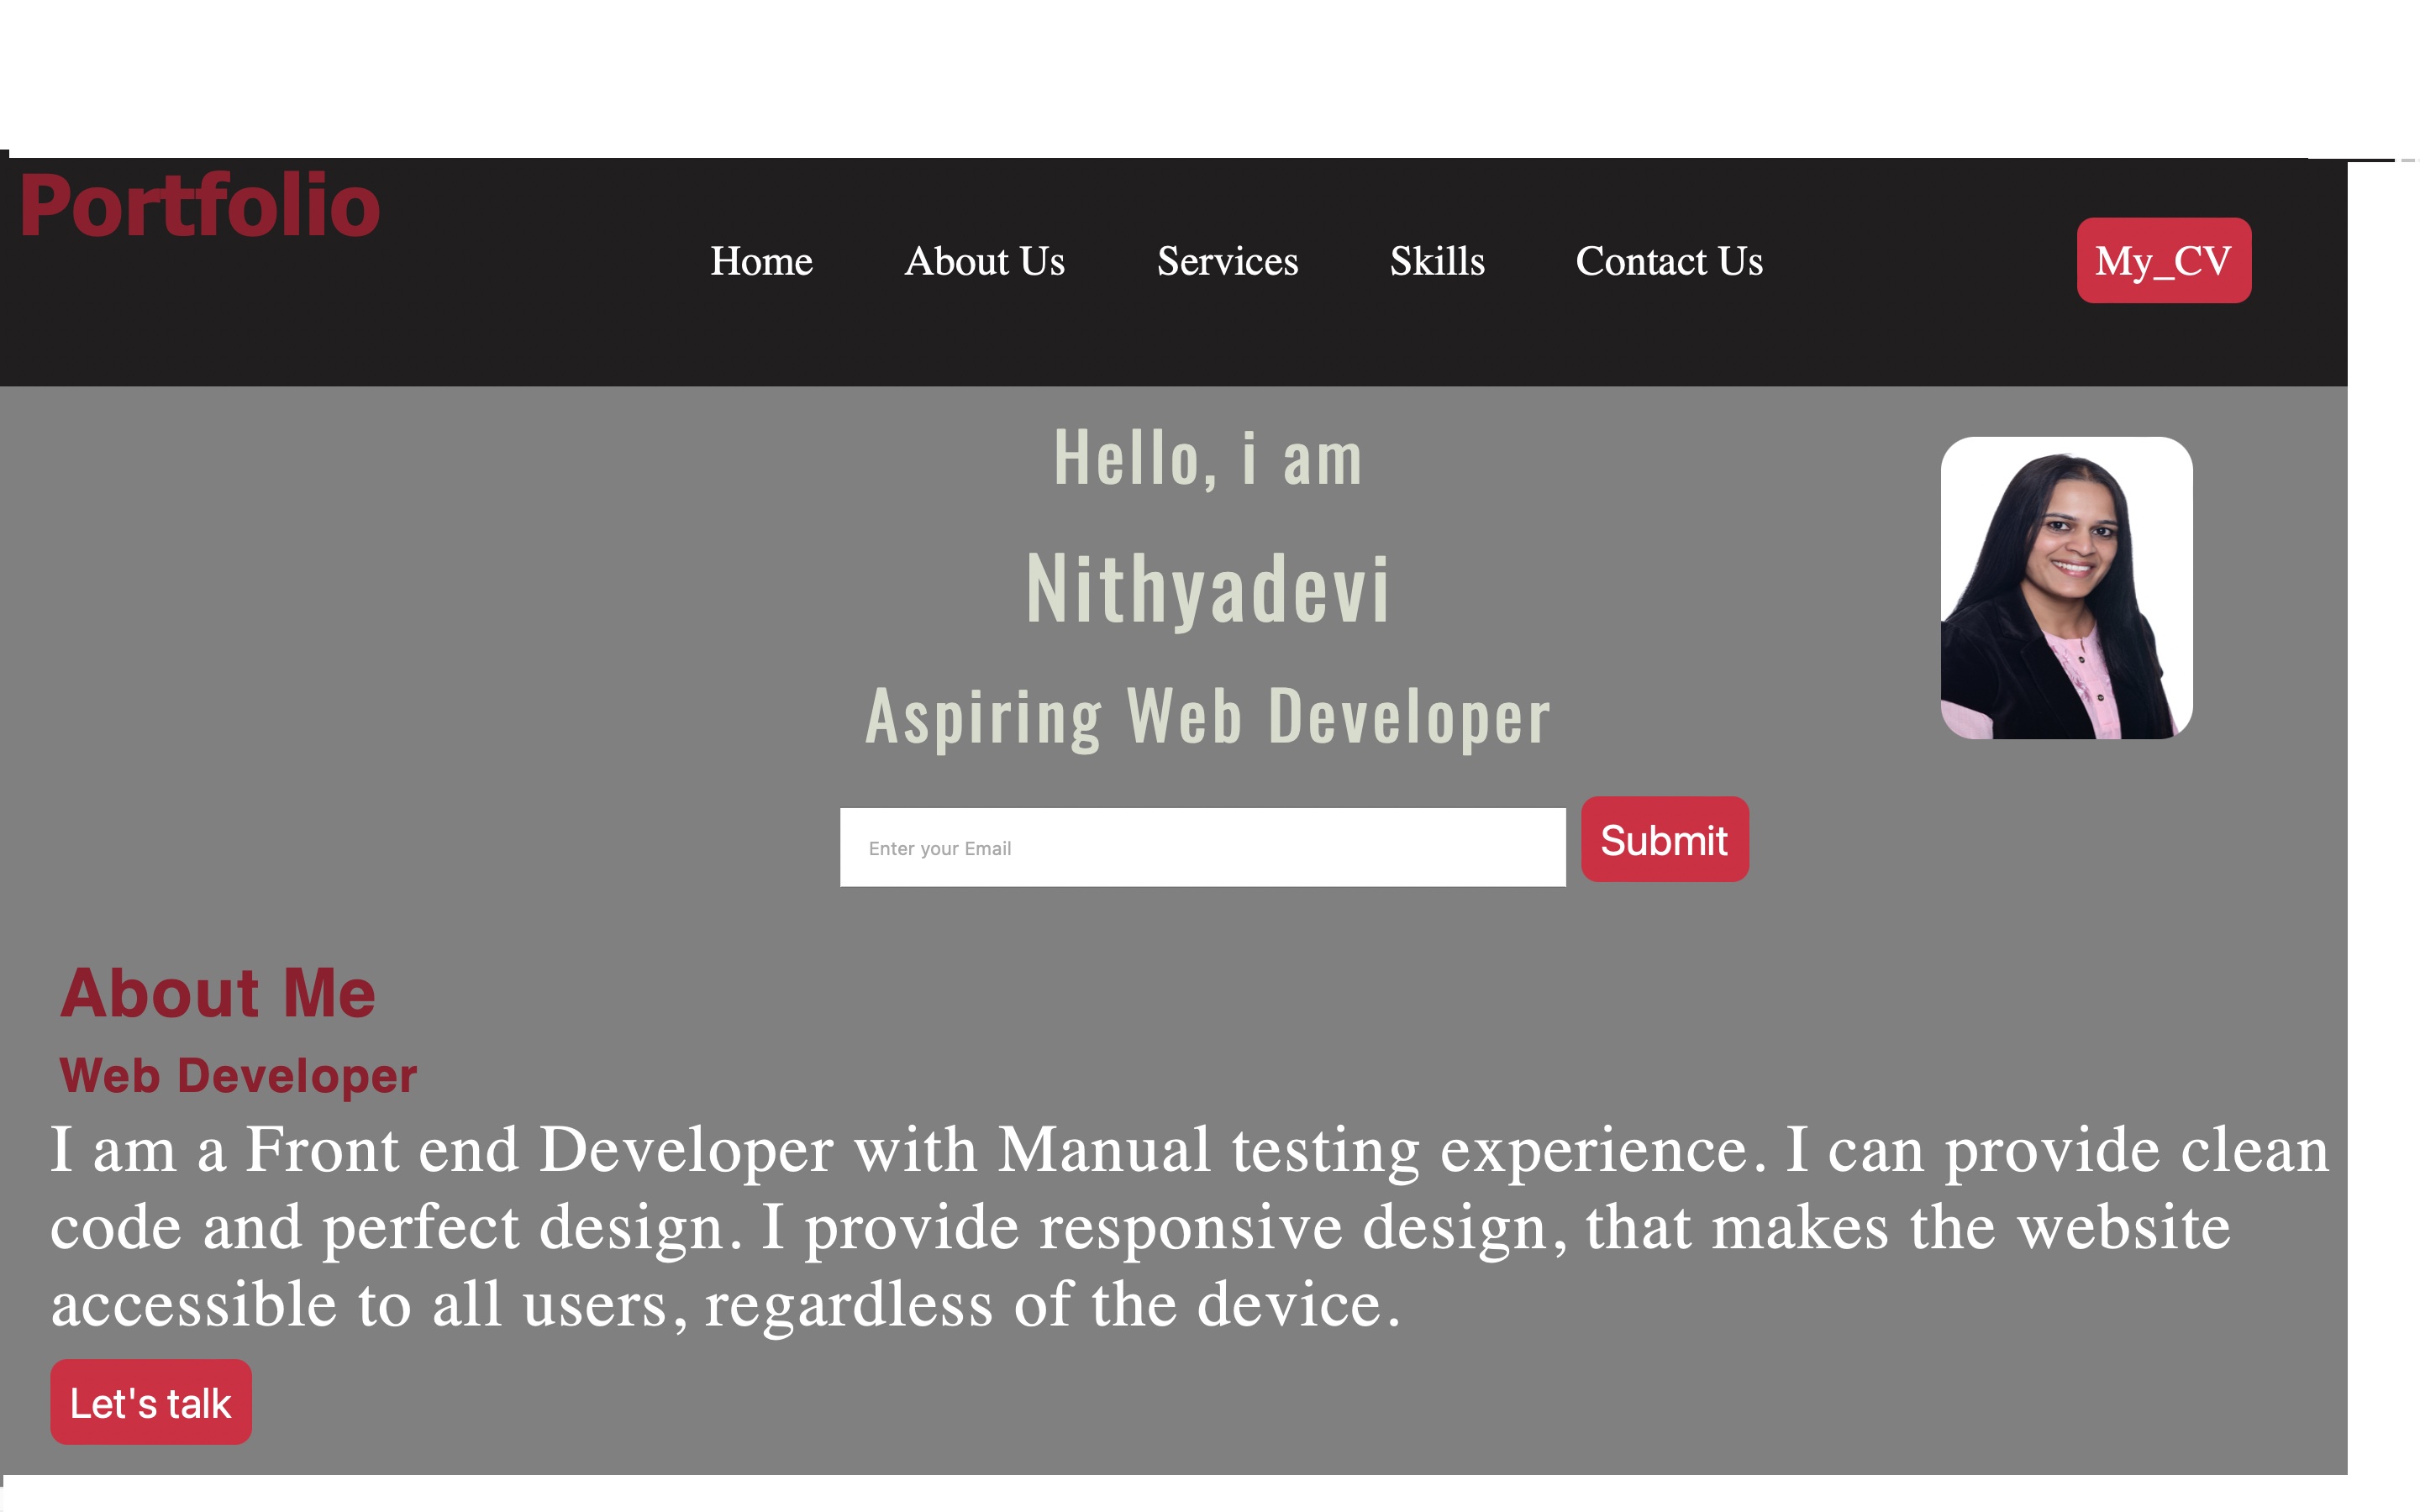 Portfolio
Home About Us Services Skills Contact Us My_CV
Hello, i am
Nithyadevi
Aspiring Web Developer
Enter your Email Submit
About Me
Web Developer
I am a Front end Developer with Manual testing experience. I can provide clean
code and perfect design. I provide responsive design, that makes the website
accessible to all users, regardless of the device.
Let's talk